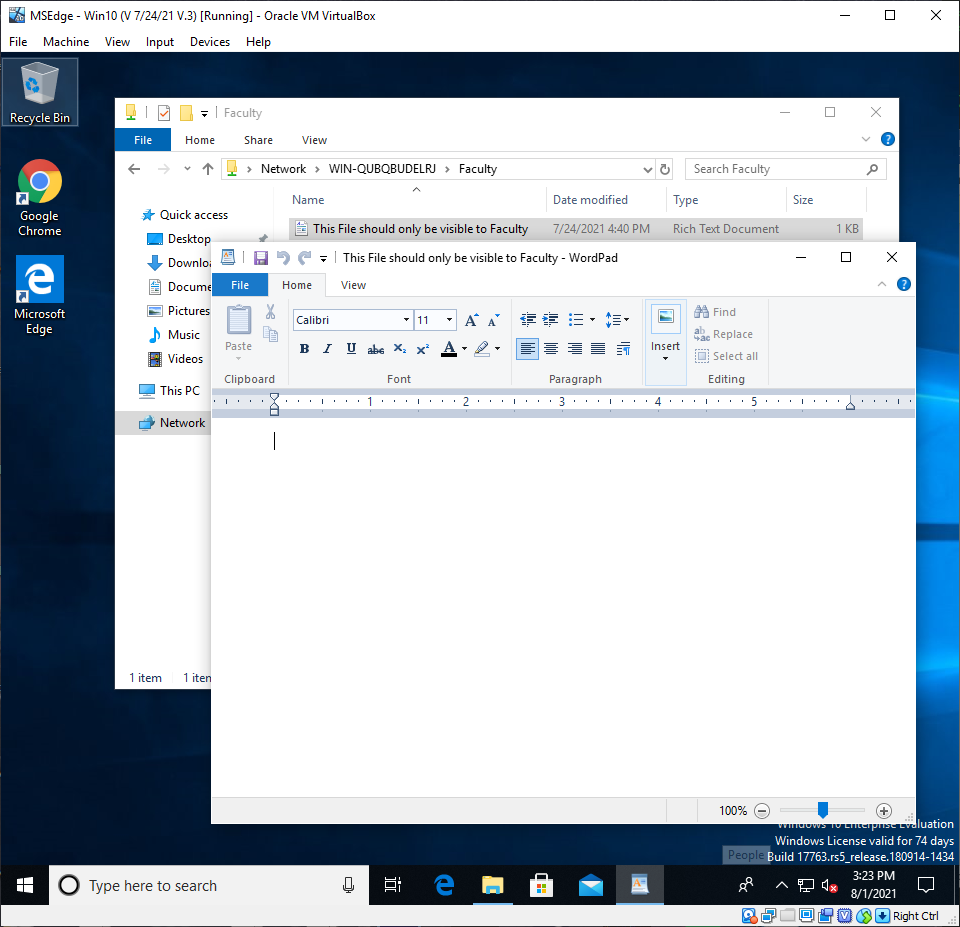 MSEdge - Win10 (V 7/24/21 V.3) [Running] - Oracle VM VirtualBox
File Machine View Input Devices Help
Recycle Bin
Google
Chrome
Microsoft
Edge
Faculty
File Home Share View
Network WIN-QUBQBUDELRJ Faculty
Search Faculty
Name Date modified Type Size
This File should only be visible to Faculty 7/24/2021 4:40 PM Rich Text Document 1 KB
Quick access
Desktop
Downlo
Docume
Pictures
Music
Videos
This PC
Network
1 item 1 item
This File should only be visible to Faculty - WordPad
File Home View
Paste
Clipboard
Calibri 11
B I U abc X₂ X²
A
Font
Paragraph
Insert
Find
Replace
Select all
Editing
1 2 3 4 5
100%
Windows 10 Enterprise Evaluation
Windows License valid for 74 days
Build 17763.rs5_release.180914-1434
People
Type here to search
3:23 PM
8/1/2021
Right Ctrl